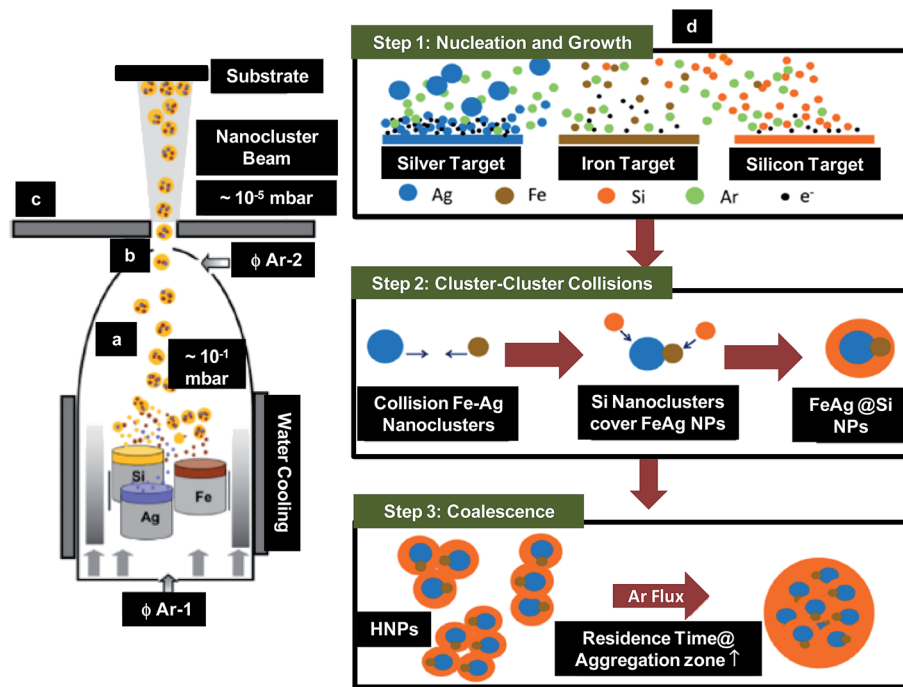 Substrate
Nanocluster
Beam
~ 10-5 mbar
c
b
ϕ Ar-2
a
~ 10-1
mbar
Water Cooling
Si
Fe
Ag
ϕ Ar-1
d
Step 1: Nucleation and Growth
Silver Target
Iron Target
Silicon Target
Ag
Fe
Si
Ar
e-
Step 2: Cluster-Cluster Collisions
Collision Fe-Ag
Nanoclusters
Si Nanoclusters
cover FeAg NPs
FeAg @Si
NPs
Step 3: Coalescence
HNPs
Ar Flux
Residence Time@
Aggregation zone ↑